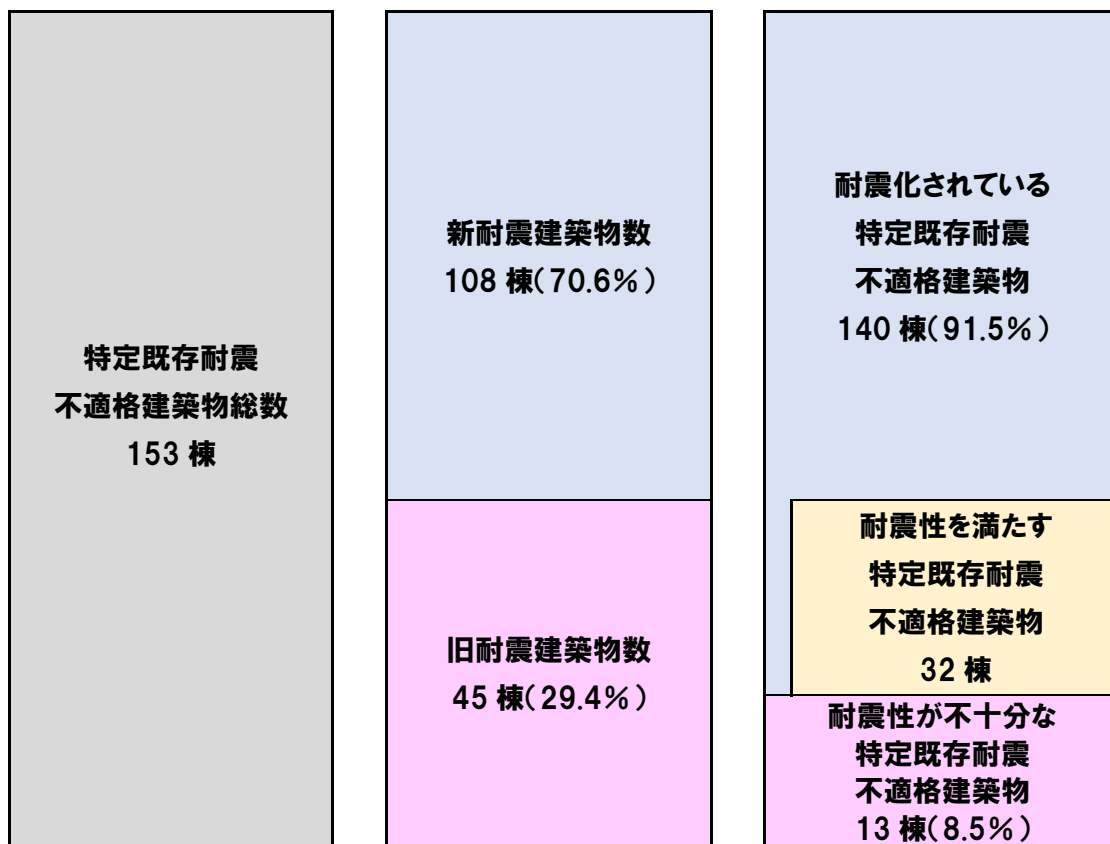 特定既存耐震
不適格建築物総数
153 棟
新耐震建築物数
108 棟(70.6%)
旧耐震建築物数
45 棟(29.4%)
耐震化されている
特定既存耐震
不適格建築物
140 棟(91.5%)
耐震性を満たす
特定既存耐震
不適格建築物
32 棟
耐震性が不十分な
特定既存耐震
不適格建築物
13 棟(8.5%)